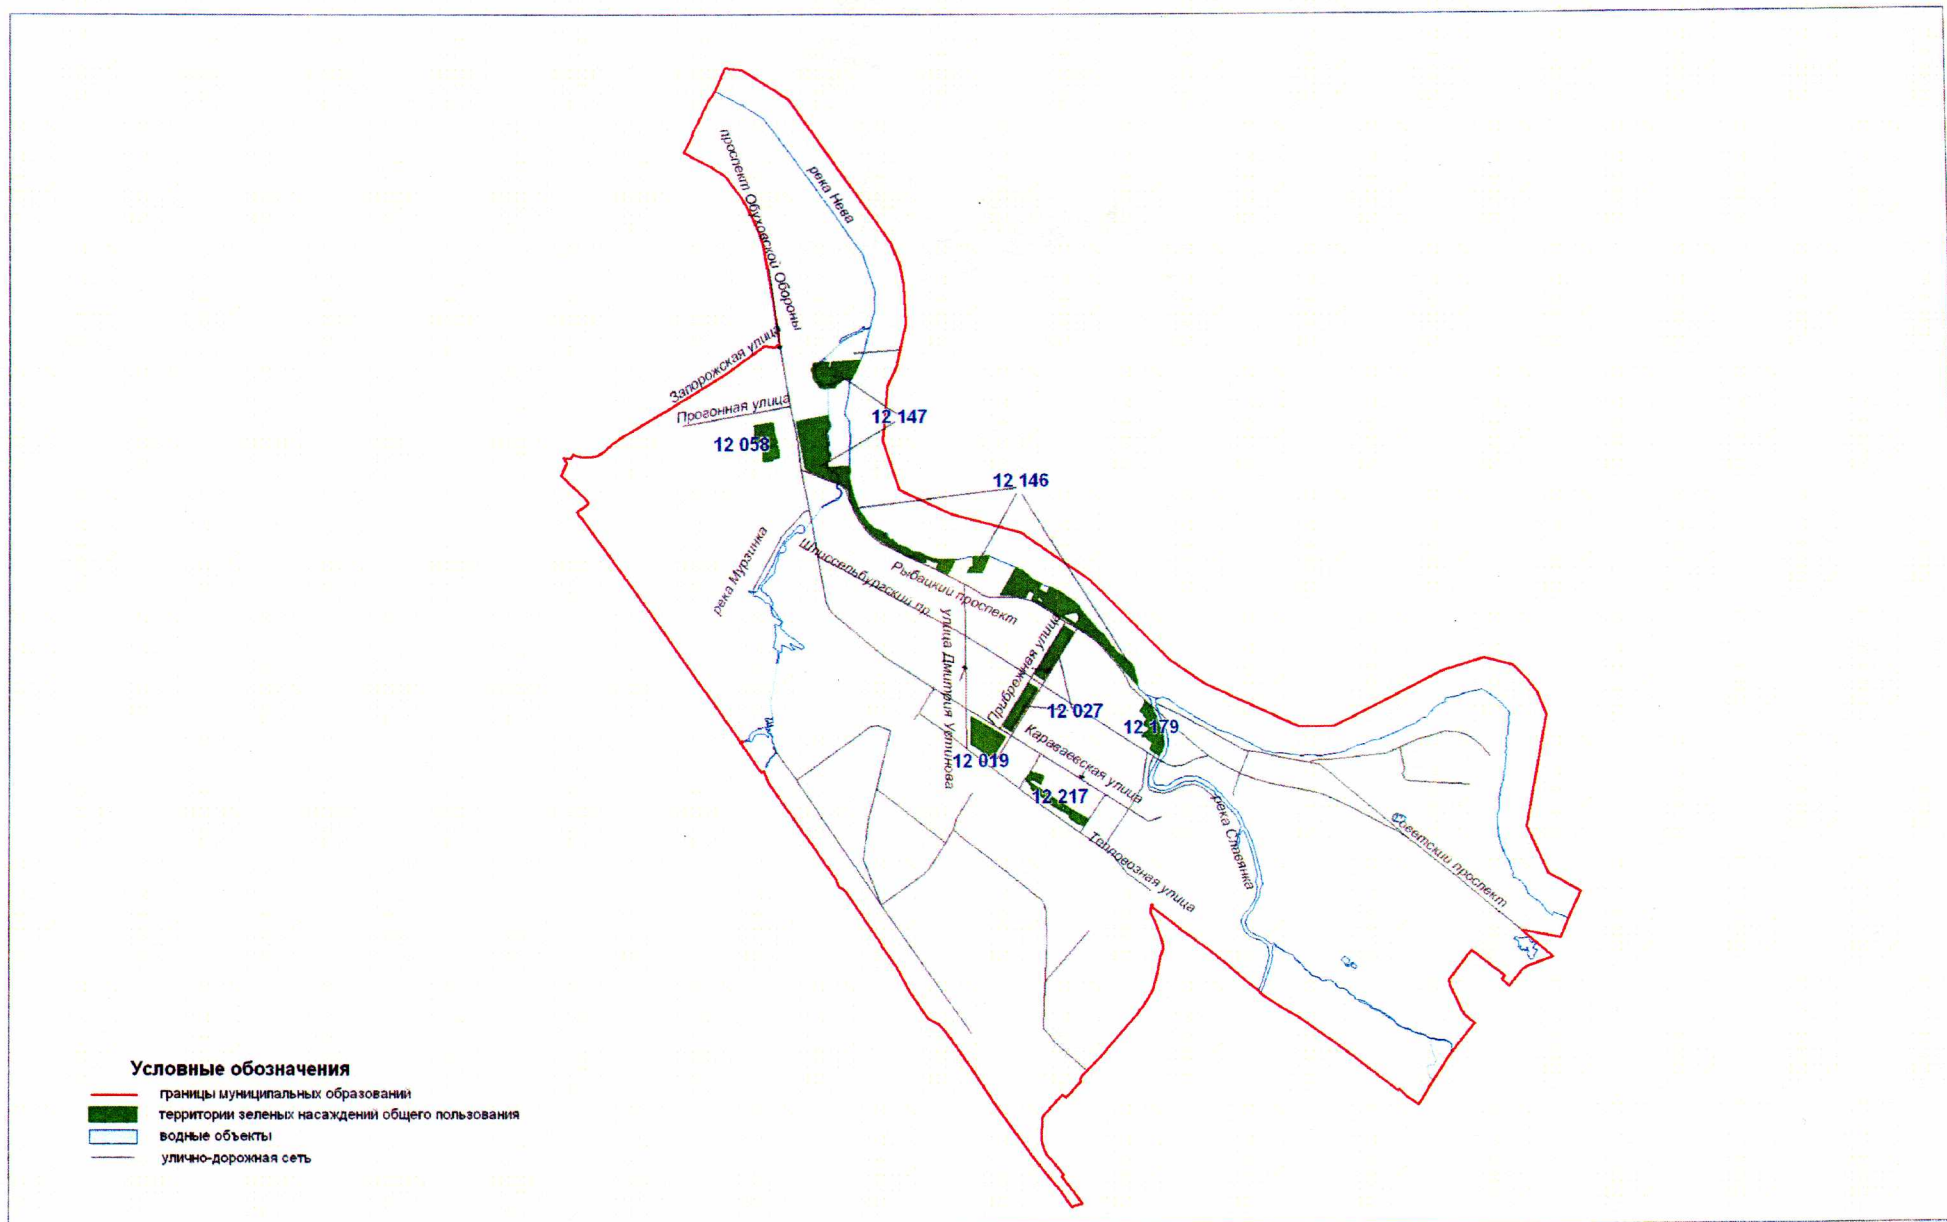 проспект Обуховской Обороны
река Нева
Запорожская улица
Прогонная улица
12 147
12 058
12 146
река Мурзинка
Шлиссельбургский пр.
Рыбацкий проспект
улица Дмитрия Устинова
Прибрежная улица
12 027
12 179
12 019
Караваевская улица
12 217
Тепловозная улица
река Славянка
Советский проспект
Условные обозначения
границы муниципальных образований
территории зеленых насаждений общего пользования
водные объекты
улично-дорожная сеть